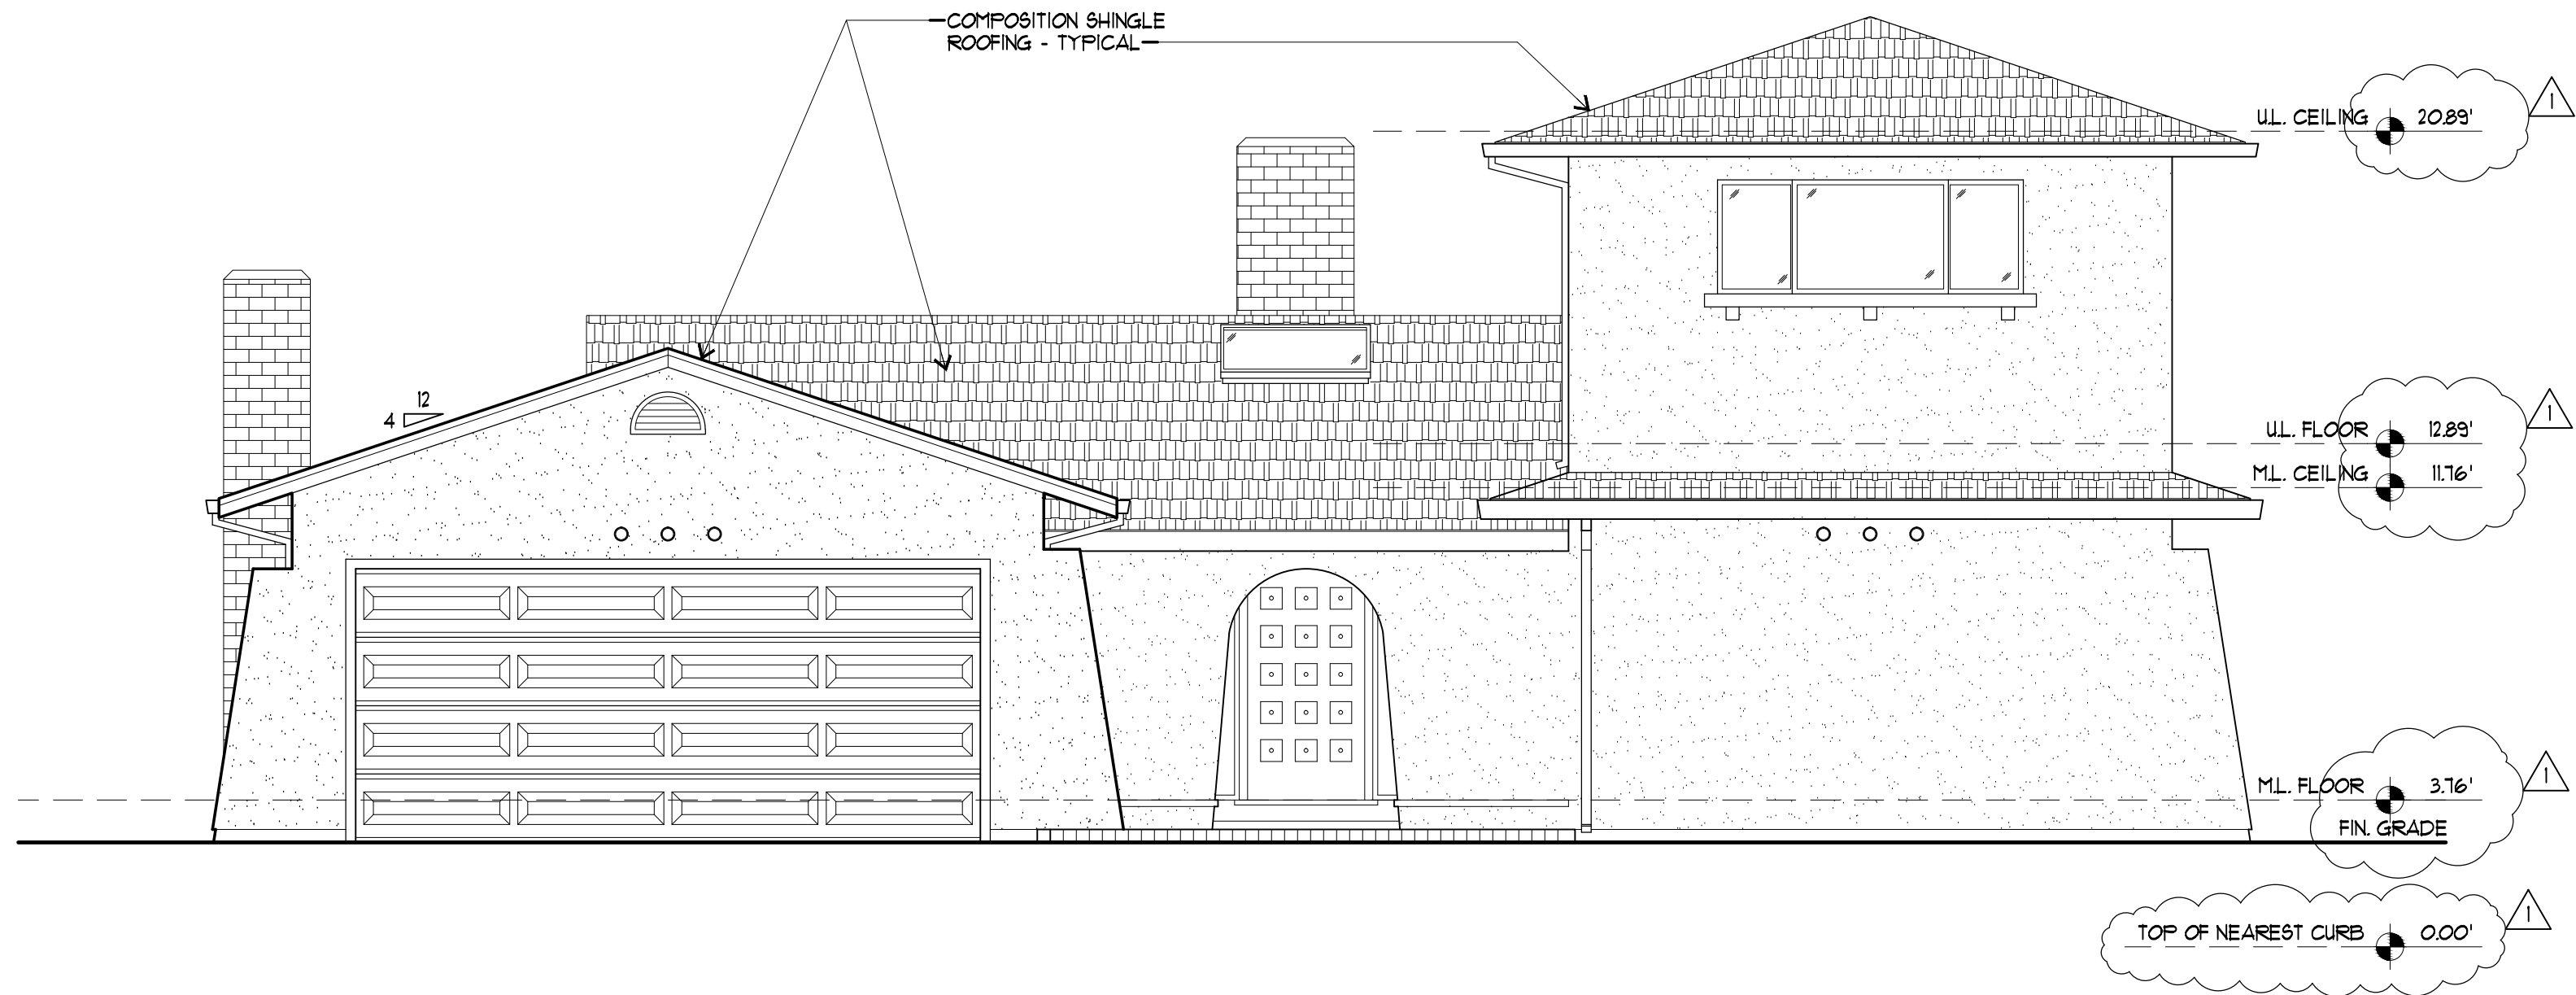 COMPOSITION SHINGLE
ROOFING - TYPICAL
U.L. CEILING 20.89'
1
12
4
U.L. FLOOR 12.89'
1
M.L. CEILING 11.76'
M.L. FLOOR 3.76'
1
FIN. GRADE
TOP OF NEAREST CURB 0.00'
1